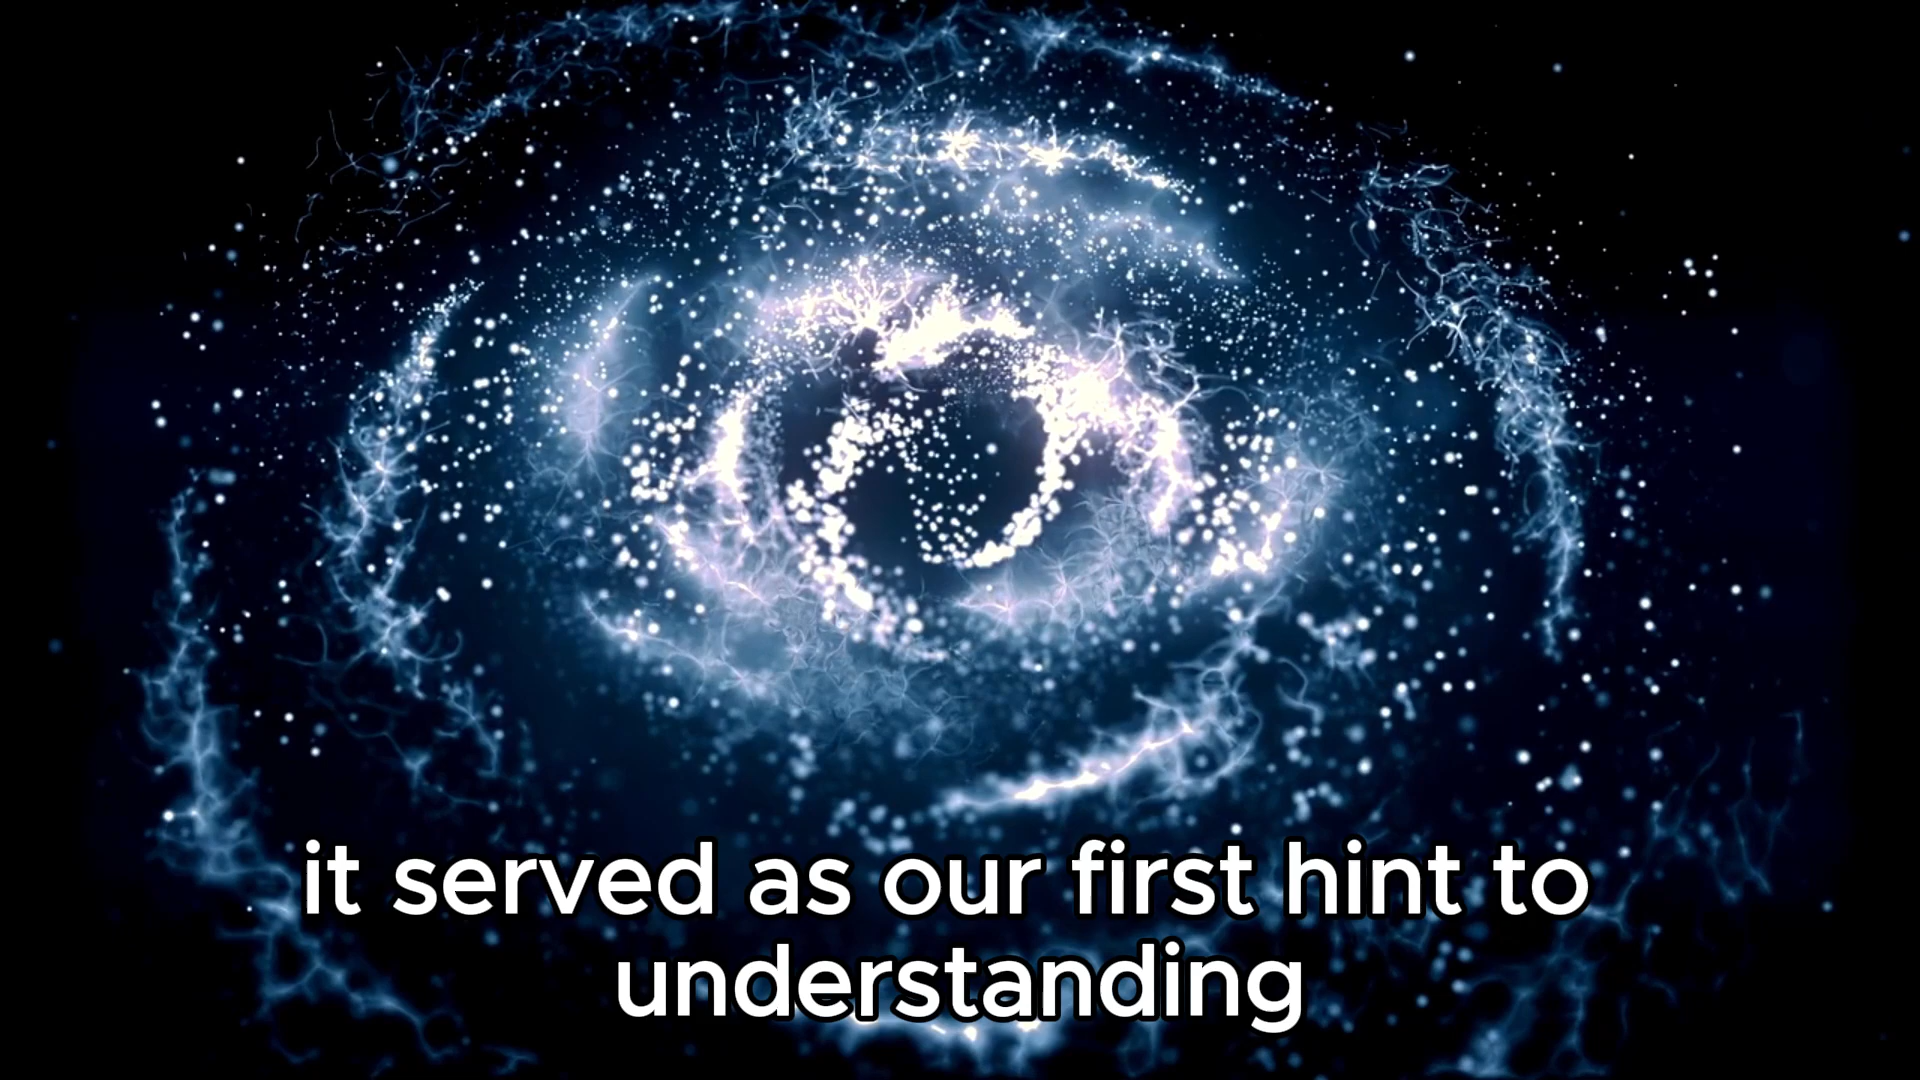 it served as our first hint to
understanding